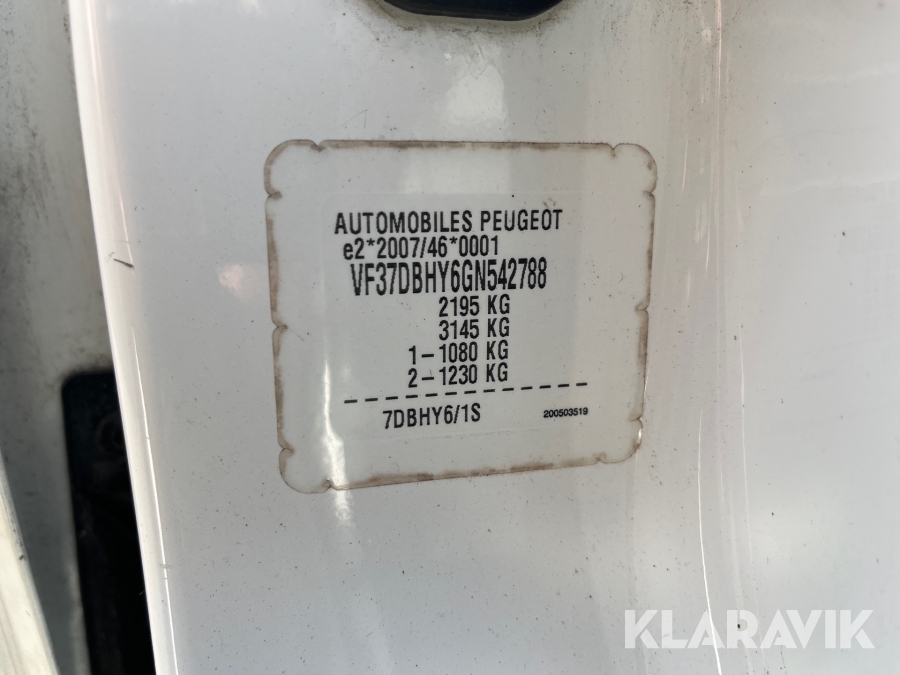 AUTOMOBILES PEUGEOT
e2*2007/46*0001
VF37DBHY6GN542788
2195 KG
3145 KG
1-1080 KG
2-1230 KG
7DBHY6/1S 200503519
KLARAVIK